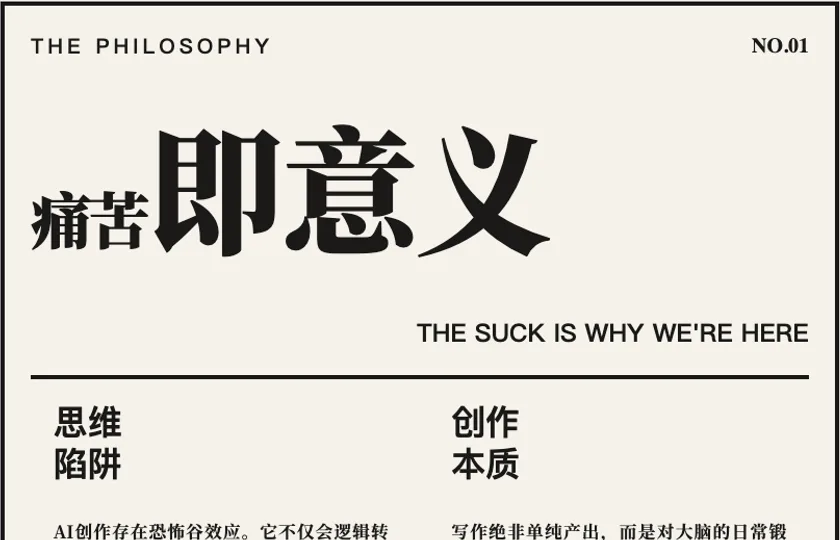 THE PHILOSOPHY
NO.01
痛苦即意义
THE SUCK IS WHY WE'RE HERE
思维
陷阱
创作
本质
AI创作存在恐怖谷效应。它不仅会逻辑转
写作绝非单纯产出，而是对大脑的日常锻